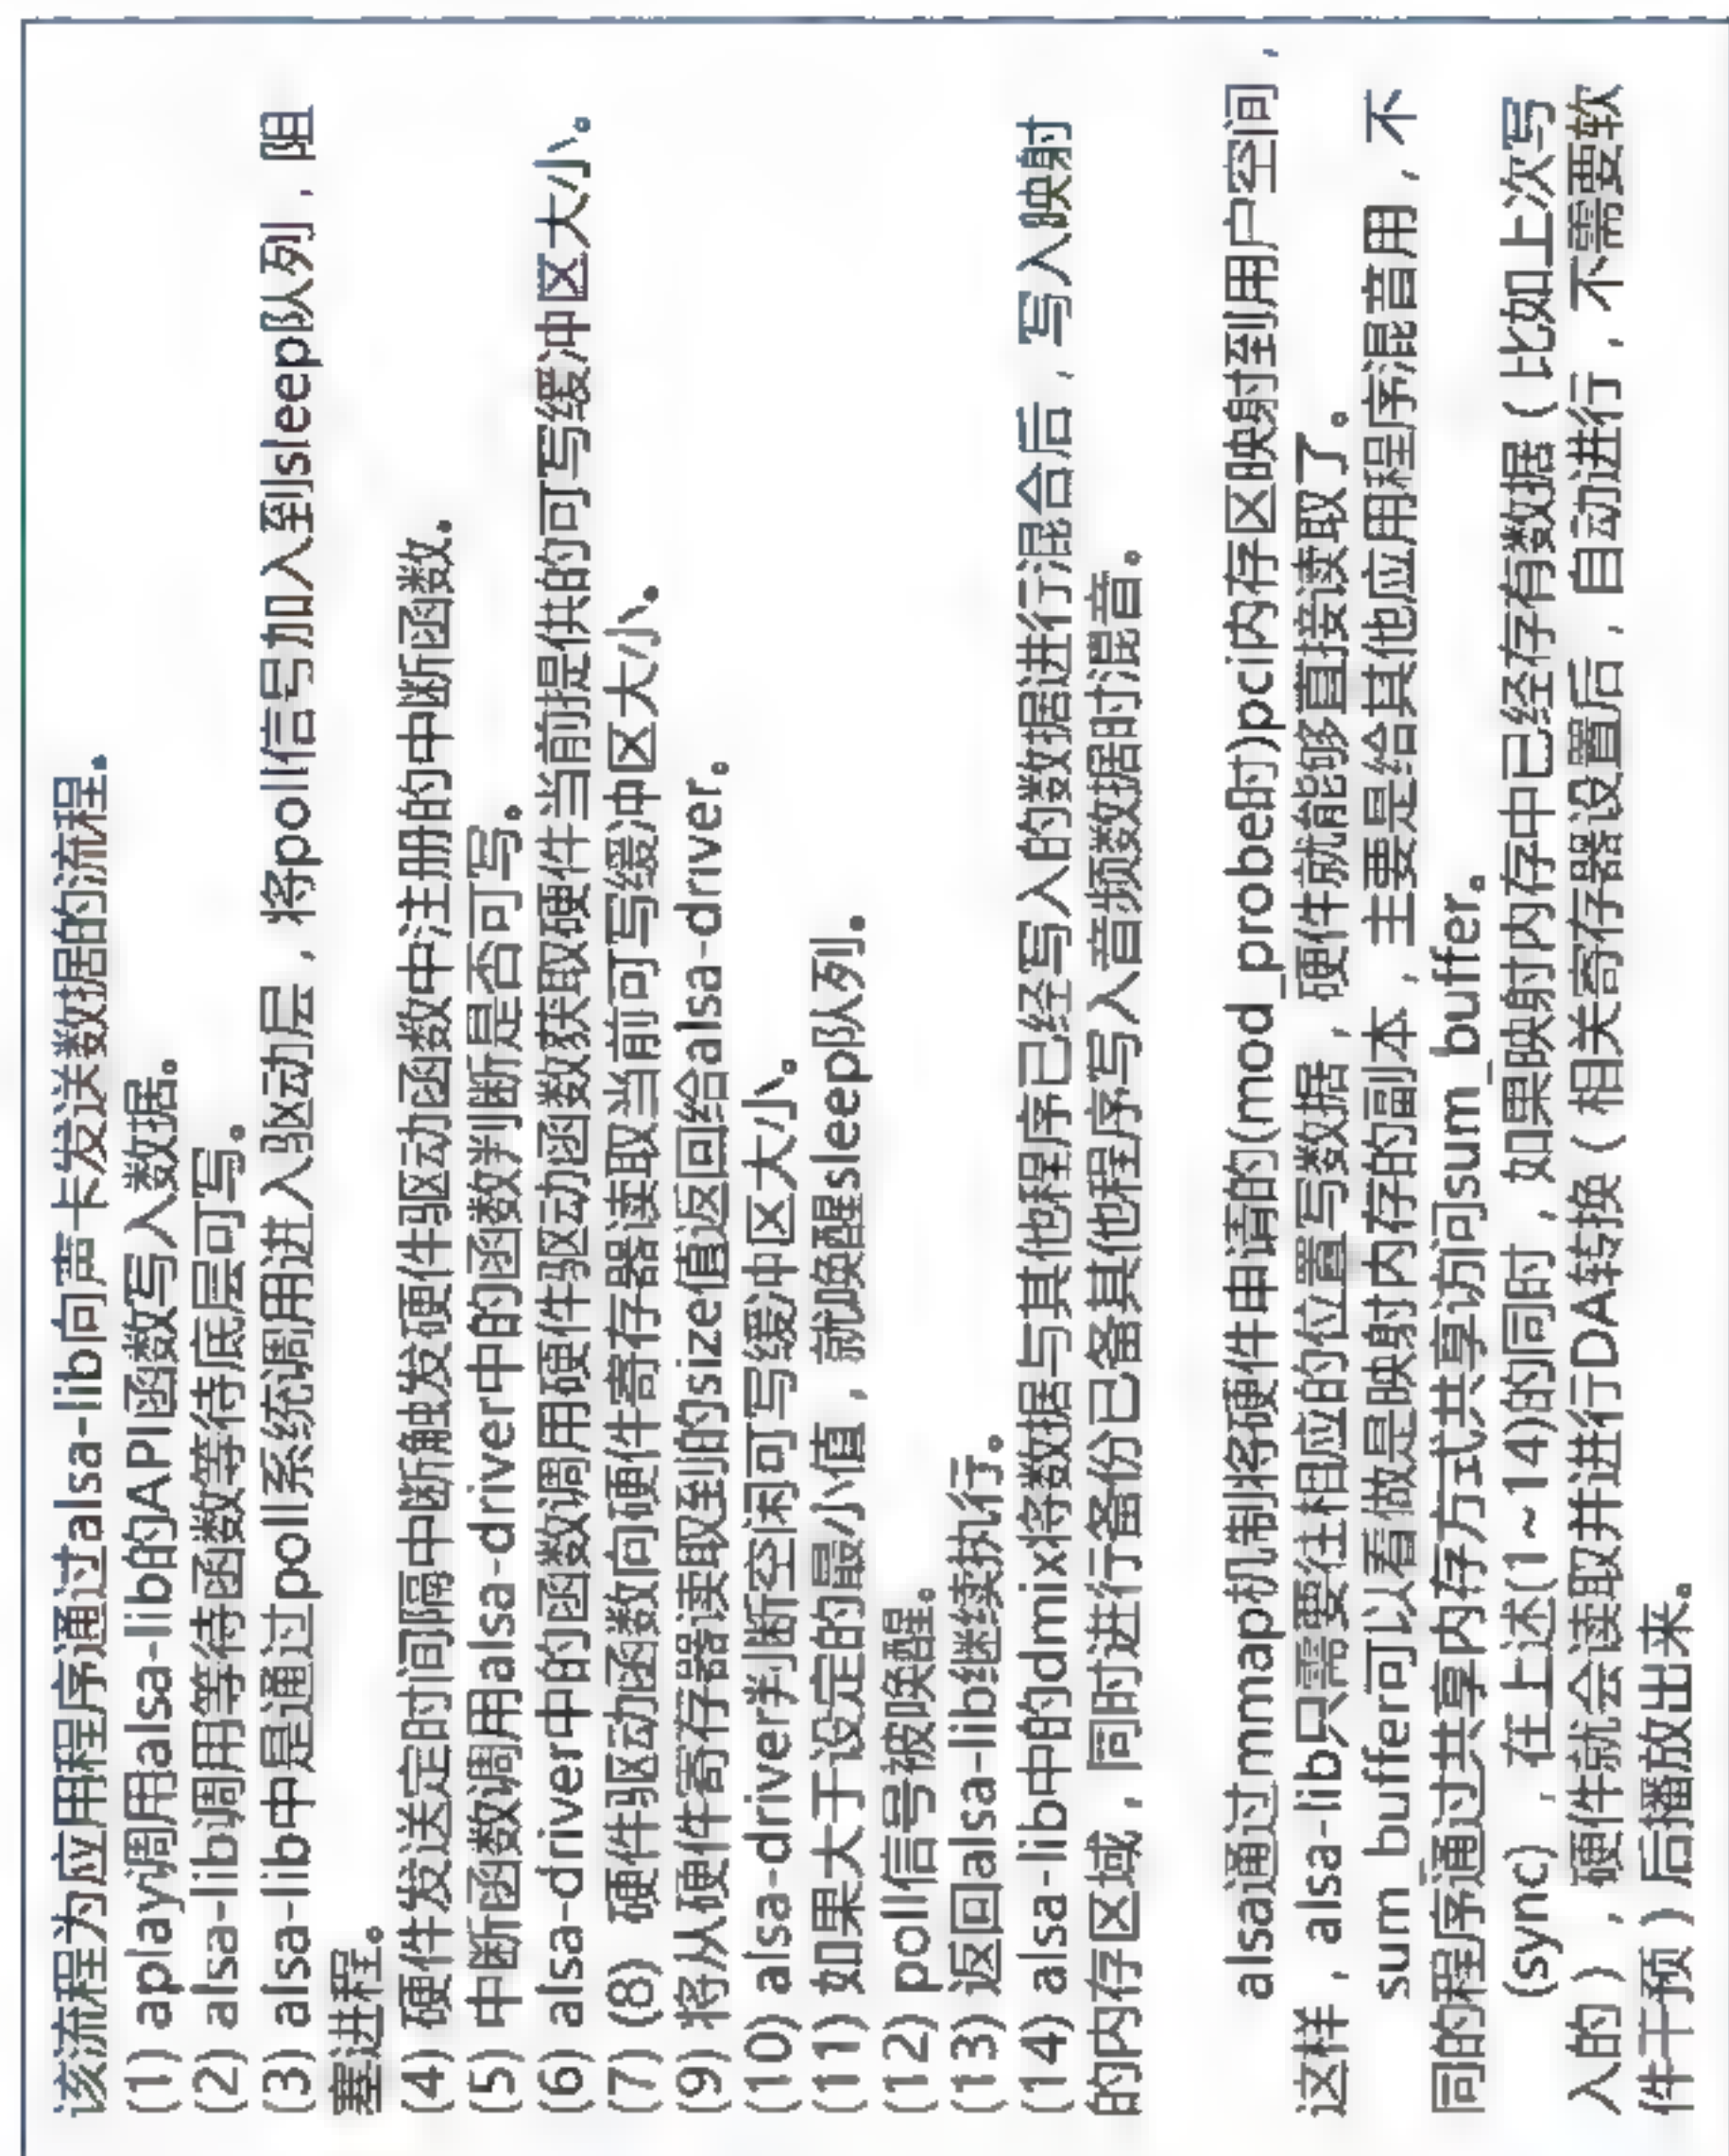 该流程为应用程序通过alsa-lib向声卡发送数据的流程。
(1) aplay调用alsa-lib的API函数写入数据。
(2) alsa-lib调用等待函数等待底层可写。
(3) alsa-lib中是通过poll系统调用进入驱动层，将poll信号加入到sleep队列，阻
塞进程。
(4) 硬件发送定时间隔中断触发硬件驱动函数中注册的中断函数。
(5) 中断函数调用alsa-driver中的函数判断是否可写。
(6) alsa-driver中的函数调用硬件驱动函数获取硬件当前提供的可写缓冲区大小。
(7) (8) 硬件驱动函数向硬件寄存器读取当前可写缓冲区大小。
(9) 将从硬件寄存器读取到的size值返回给alsa-driver。
(10) alsa-driver判断空闲可写缓冲区大小。
(11) 如果大于设定的最小值，就唤醒sleep队列。
(12) poll信号被唤醒。
(13) 返回alsa-lib继续执行。
(14) alsa-lib中的dmix将数据与其他程序已经写入的数据进行混合后，写入映射
的内存区域，同时进行备份已备其他程序写入音频数据时混音。
alsa通过mmap机制将硬件申请的(mod_probe时)pci内存区映射到用户空间，
这样，alsa-lib只需要往相应的位置写数据，硬件就能够直接读取了。
sum_buffer可以看做是映射内存的副本，主要是给其他应用程序混音用，不
同的程序通过共享内存方式共享访问sum_buffer。
(sync)，在上述(1~14)的同时，如果映射内存中已经存有数据（比如上次写
入的），硬件就会读取并进行DA转换（相关寄存器设置后，自动进行，不需要软
件干预）后播放出来。